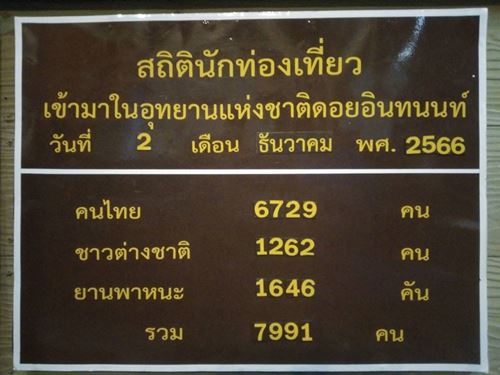 สถิตินักท่องเที่ยว
เข้ามาในอุทยานแห่งชาติดอยอินทนนท์
วันที่ 2 เดือน ธันวาคม พศ. 2566
คนไทย 6729 คน
ชาวต่างชาติ 1262 คน
ยานพาหนะ 1646 คัน
รวม 7991 คน